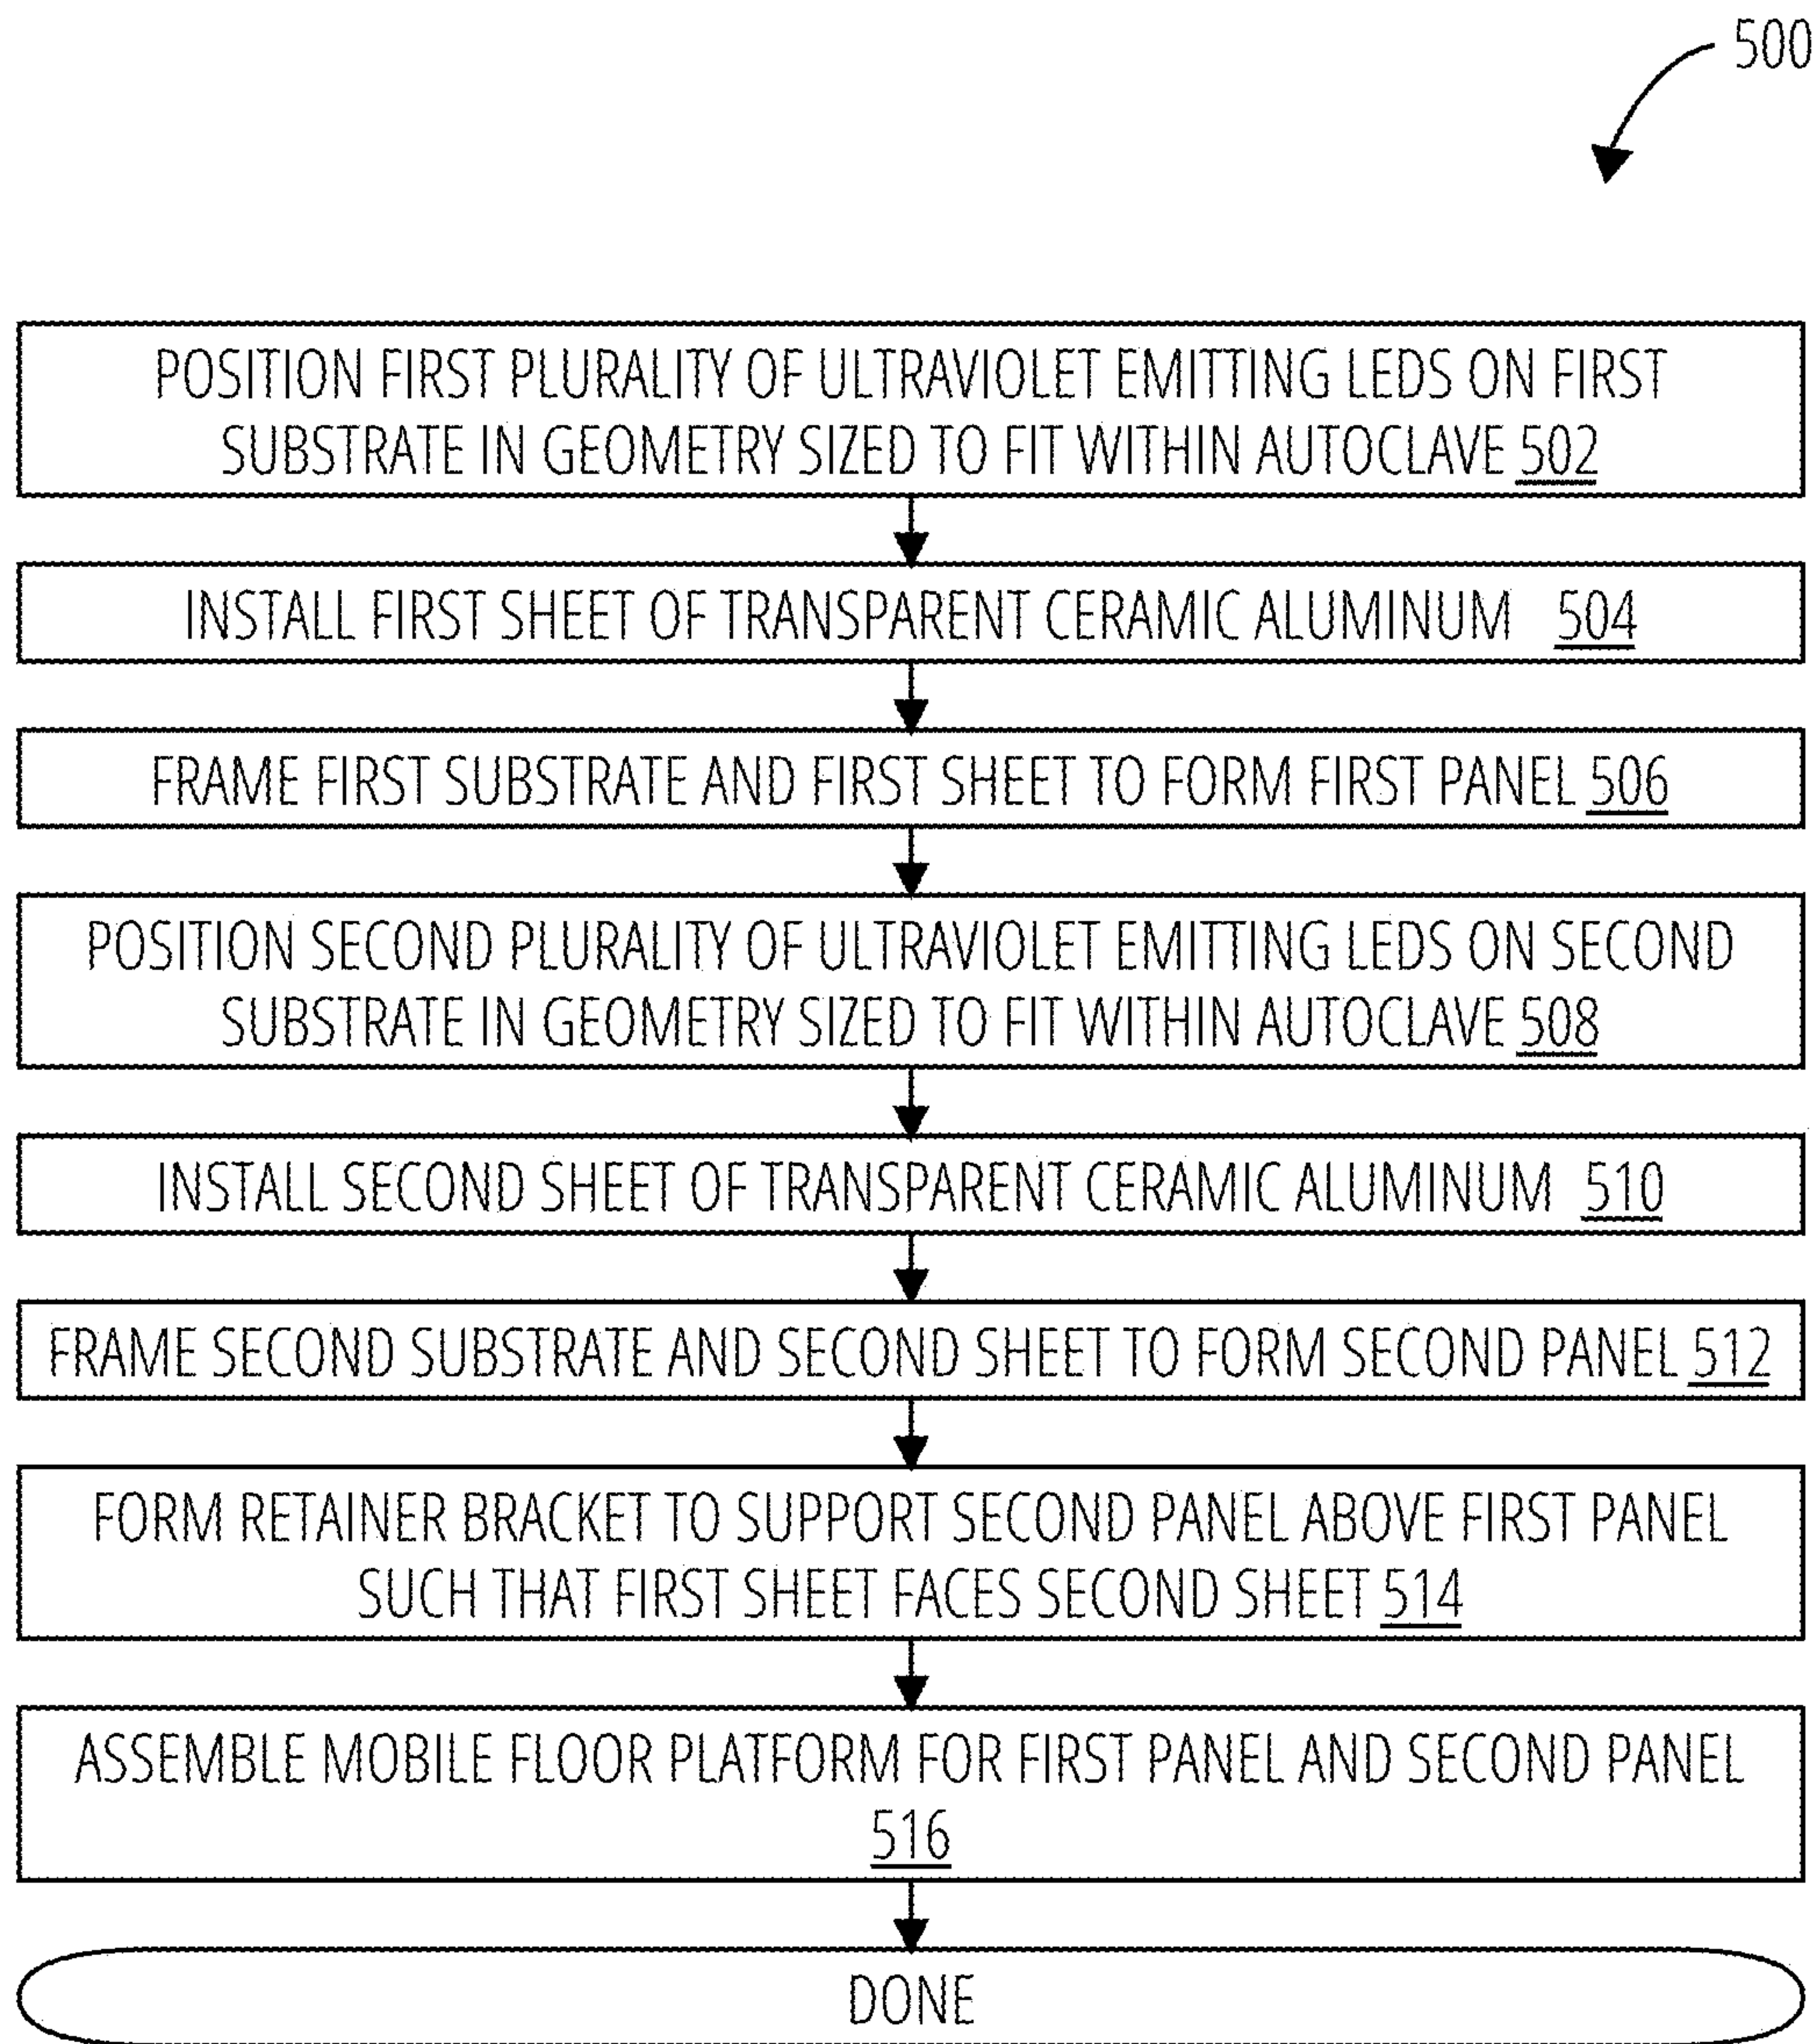 500
POSITION FIRST PLURALITY OF ULTRAVIOLET EMITTING LEDS ON FIRST
SUBSTRATE IN GEOMETRY SIZED TO FIT WITHIN AUTOCLAVE 502
INSTALL FIRST SHEET OF TRANSPARENT CERAMIC ALUMINUM 504
FRAME FIRST SUBSTRATE AND FIRST SHEET TO FORM FIRST PANEL 506
POSITION SECOND PLURALITY OF ULTRAVIOLET EMITTING LEDS ON SECOND
SUBSTRATE IN GEOMETRY SIZED TO FIT WITHIN AUTOCLAVE 508
INSTALL SECOND SHEET OF TRANSPARENT CERAMIC ALUMINUM 510
FRAME SECOND SUBSTRATE AND SECOND SHEET TO FORM SECOND PANEL 512
FORM RETAINER BRACKET TO SUPPORT SECOND PANEL ABOVE FIRST PANEL
SUCH THAT FIRST SHEET FACES SECOND SHEET 514
ASSEMBLE MOBILE FLOOR PLATFORM FOR FIRST PANEL AND SECOND PANEL
516
DONE